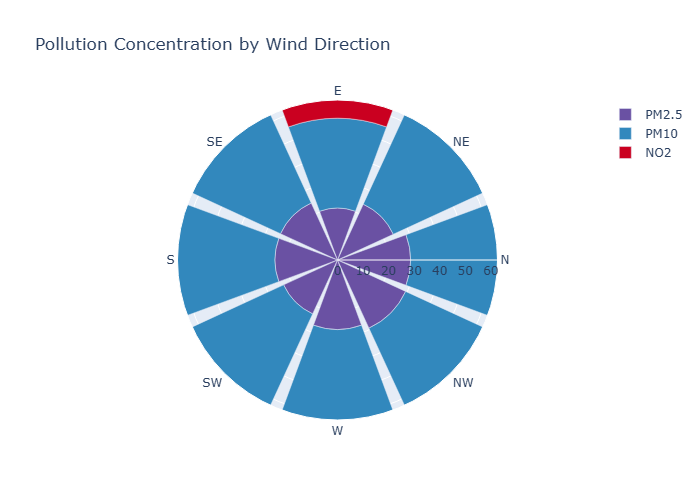 Pollution Concentration by Wind Direction
E
PM2.5
PM10
NO2
SE
NE
S
N
0 10 20 30 40 50 60
SW
NW
W